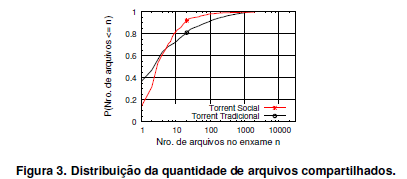 1
0.8
0.6
0.4
0.2
0
P(Nro. de arquivos <= n)
Torrent Social
Torrent Tradicional
1 10 100 1000 10000
Nro. de arquivos no enxame n
Figura 3. Distribuição da quantidade de arquivos compartilhados.